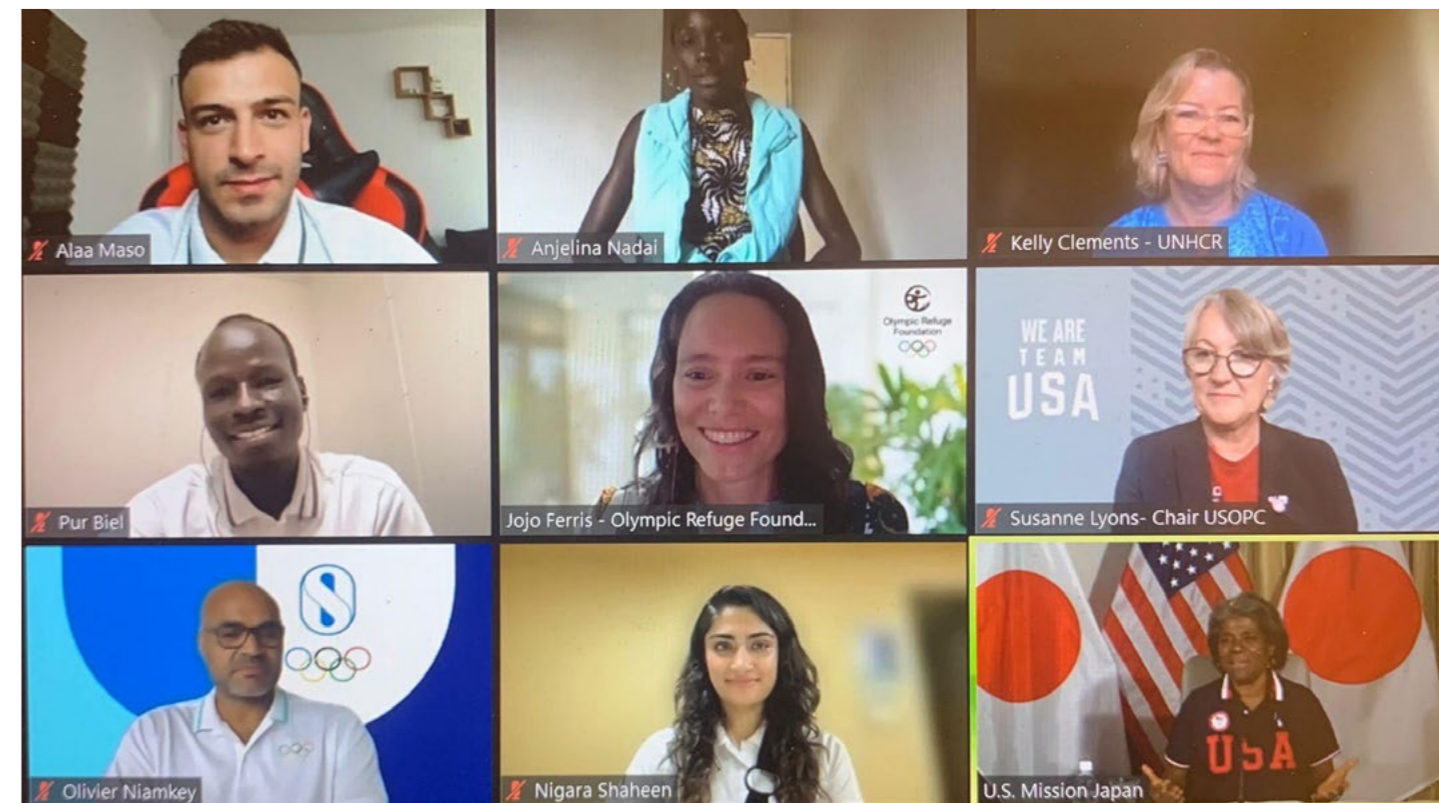 Alaa Maso
Anjelina Nadai
Kelly Clements - UNHCR
Olympic Refuge
Foundation
WE ARE
TEAM
USA
Pur Biel
Jojo Ferris - Olympic Refuge Found...
Susanne Lyons- Chair USOPC
USA
Olivier Niamkey
Nigara Shaheen
U.S. Mission Japan